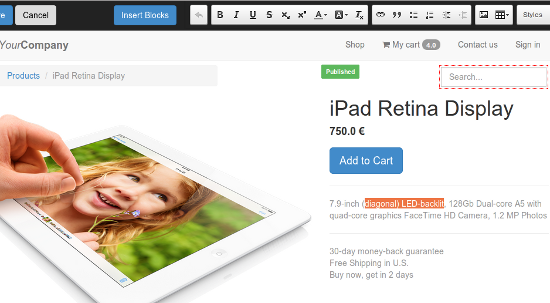 Cancel
Insert Blocks
B I U S x₂ x² A A Tx
Styles
YourCompany
Shop
My cart 4.0
Contact us
Sign in
Products / iPad Retina Display
Published
Search...
iPad Retina Display
750.0 €
Add to Cart
7.9-inch (diagonal) LED-backlit, 128Gb Dual-core A5 with
quad-core graphics FaceTime HD Camera, 1.2 MP Photos
30-day money-back guarantee
Free Shipping in U.S.
Buy now, get in 2 days